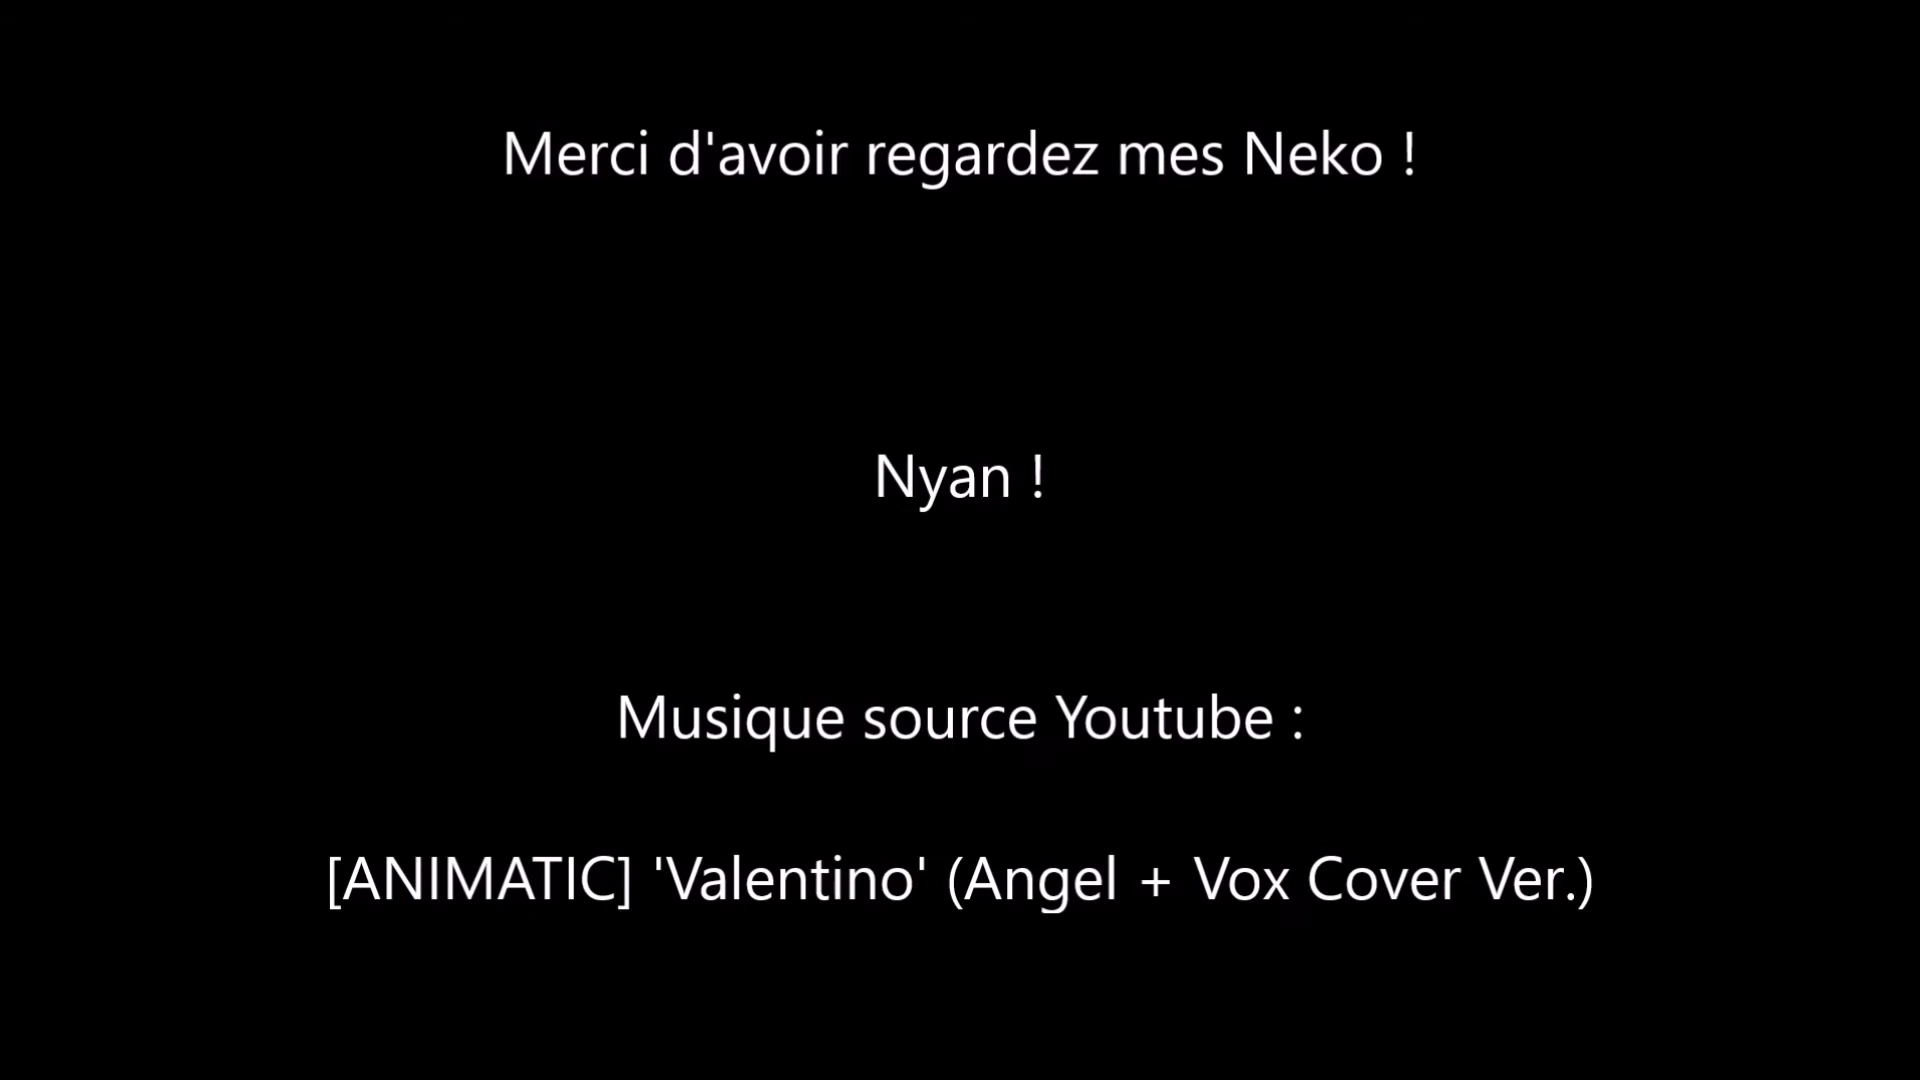 Merci d'avoir regardez mes Neko !
Nyan !
Musique source Youtube :
[ANIMATIC] 'Valentino' (Angel + Vox Cover Ver.)